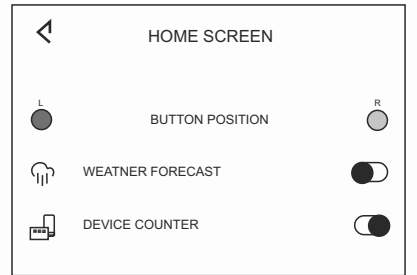 HOME SCREEN
L
R
BUTTON POSITION
WEATNER FORECAST
DEVICE COUNTER